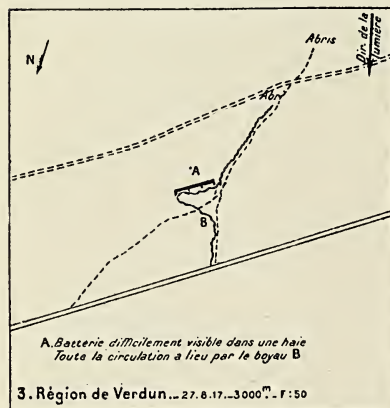 Dir. de la
lumière
Abris
N
Abri
A
B
A. Batterie difficilement visible dans une haie
Toute la circulation a lieu par le boyau B
3. Région de Verdun._ 27.8.17._3000m._ F:50